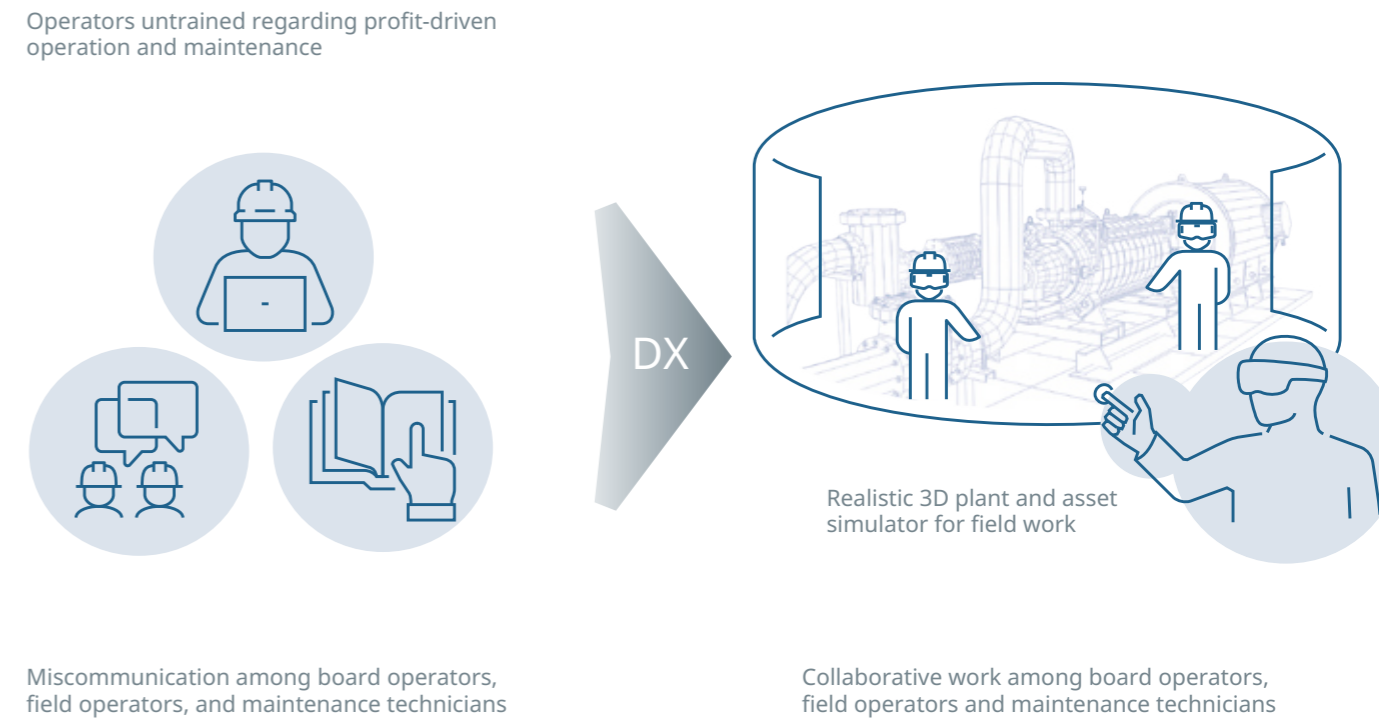 Operators untrained regarding profit-driven
operation and maintenance
DX
Realistic 3D plant and asset
simulator for field work
Miscommunication among board operators,
field operators, and maintenance technicians
Collaborative work among board operators,
field operators and maintenance technicians